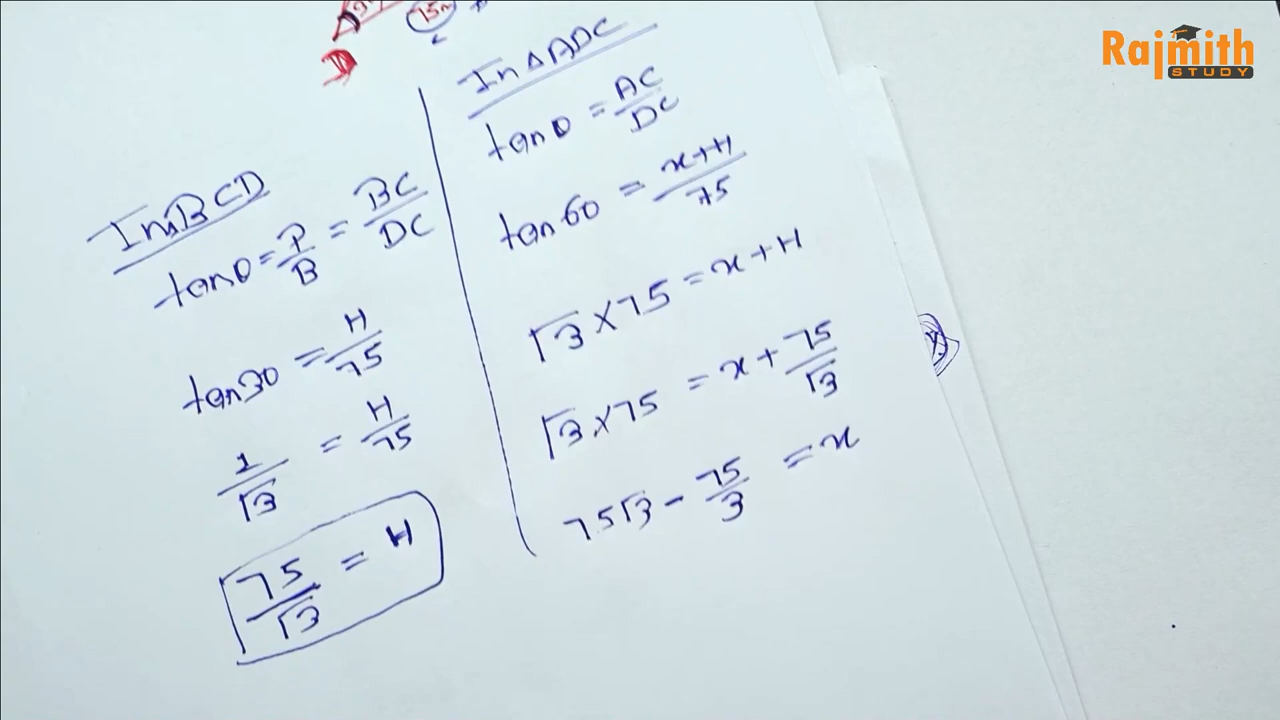 Rajmith
STUDY
75m
In ΔBCD
tanθ = P/B = BC/DC
tan30 = H/75
1/√3 = H/75
75/√3 = H
In ΔADC
tanθ = AC/DC
tan60 = x+H/75
√3×75 = x+H
√3×75 = x+75/√3
75√3 - 75/3 = x